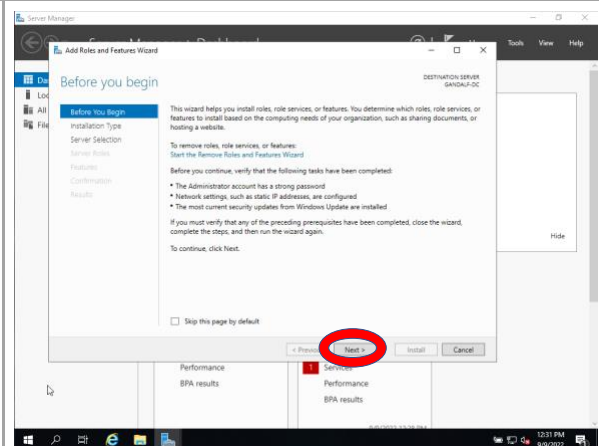 Server Manager
Tools View Help
Add Roles and Features Wizard
Before you begin
DESTINATION SERVER
GANDALF-DC
Before You Begin
Installation Type
Server Selection
Server Roles
Features
Confirmation
Results
This wizard helps you install roles, role services, or features. You determine which roles, role services, or
features to install based on the computing needs of your organization, such as sharing documents, or
hosting a website.
To remove roles, role services, or features:
Start the Remove Roles and Features Wizard
Before you continue, verify that the following tasks have been completed:
• The Administrator account has a strong password
• Network settings, such as static IP addresses, are configured
• The most current security updates from Windows Update are installed
If you must verify that any of the preceding prerequisites have been completed, close the wizard,
complete the steps, and then run the wizard again.
To continue, click Next.
Skip this page by default
Next >
Install
Cancel
Hide
Performance
BPA results
1 Services
Performance
BPA results
12:31 PM
9/9/2022